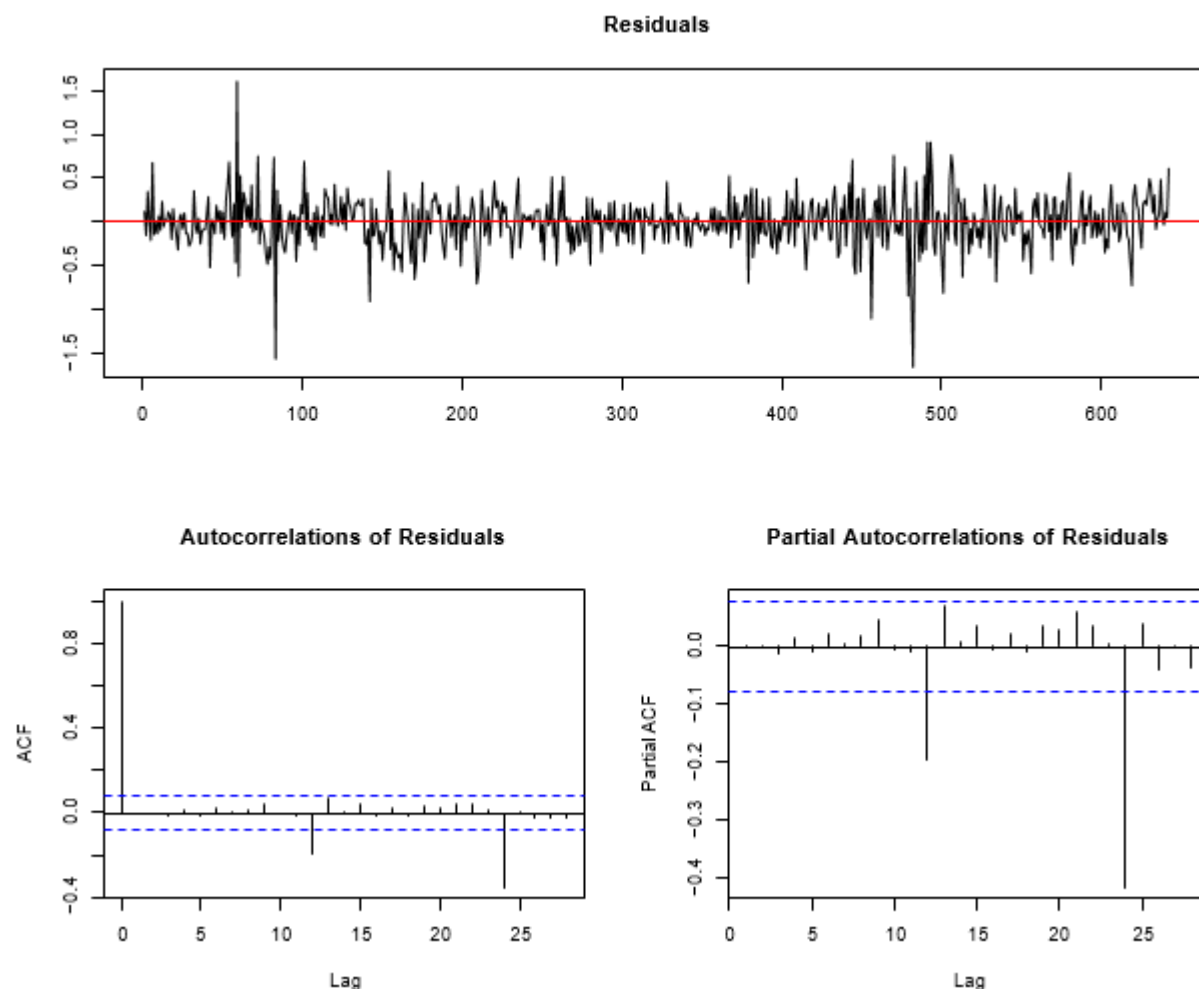 Residuals
1.5
1.0
0.5
-0.5
-1.5
0 100 200 300 400 500 600
Autocorrelations of Residuals
ACF
0.8
0.4
0.0
-0.4
0 5 10 15 20 25
Lag
Partial Autocorrelations of Residuals
Partial ACF
0.0
-0.1
-0.2
-0.3
-0.4
0 5 10 15 20 25
Lag